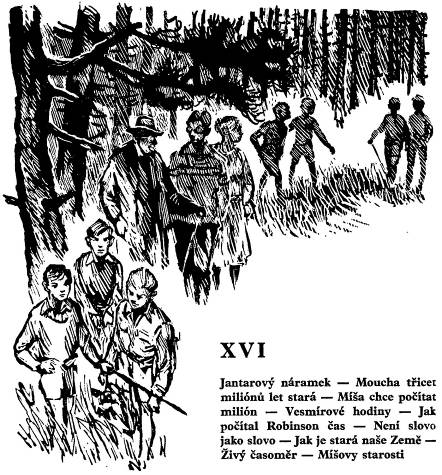 XVI
Jantarový náramek — Moucha třicet
miliónů let stará — Míša chce počítat
milión — Vesmírové hodiny — Jak
počítal Robinson čas — Není slovo
jako slovo — Jak je stará naše Země —
Živý časoměr — Míšovy starosti